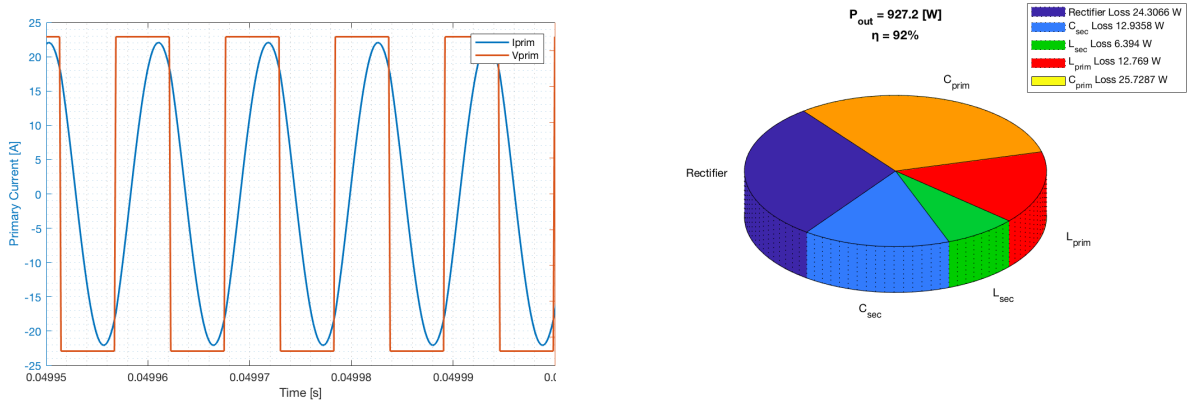 25
20
15
10
5
0
-5
-10
-15
-20
-25
Primary Current [A]
0.04995
0.04996
0.04997
0.04998
0.04999
0.0
Time [s]
Iprim
Vprim
P_out = 927.2 [W]
η = 92%
Rectifier Loss 24.3066 W
C_sec Loss 12.9358 W
L_sec Loss 6.394 W
L_prim Loss 12.769 W
C_prim Loss 25.7287 W
C_prim
Rectifier
L_prim
L_sec
C_sec